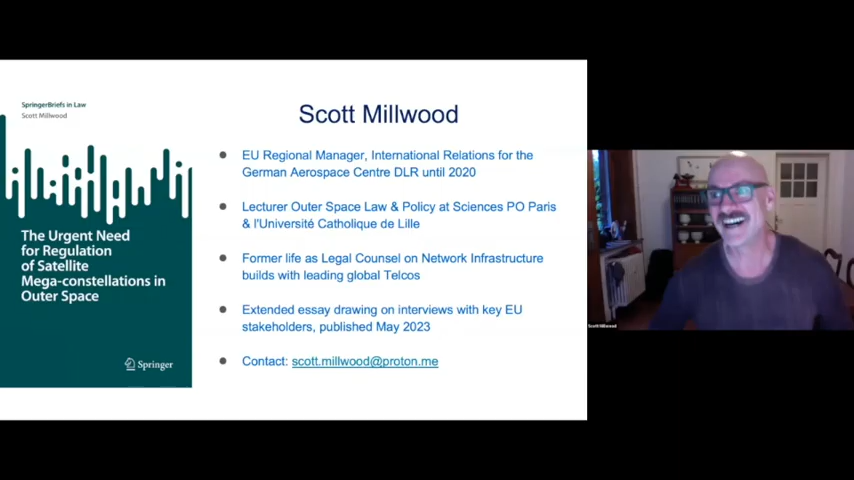 SpringerBriefs in Law
Scott Millwood
The Urgent Need
for Regulation
of Satellite
Mega-constellations in
Outer Space
Springer
Scott Millwood
EU Regional Manager, International Relations for the
German Aerospace Centre DLR until 2020
Lecturer Outer Space Law & Policy at Sciences PO Paris
& l'Université Catholique de Lille
Former life as Legal Counsel on Network Infrastructure
builds with leading global Telcos
Extended essay drawing on interviews with key EU
stakeholders, published May 2023
Contact: scott.millwood@proton.me
Scott Millwood